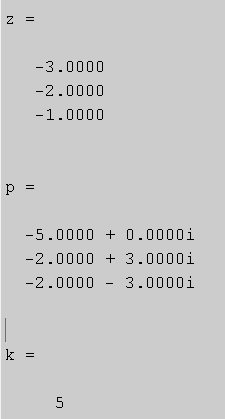 z =
-3.0000
-2.0000
-1.0000
p =
-5.0000 + 0.0000i
-2.0000 + 3.0000i
-2.0000 - 3.0000i
k =
5